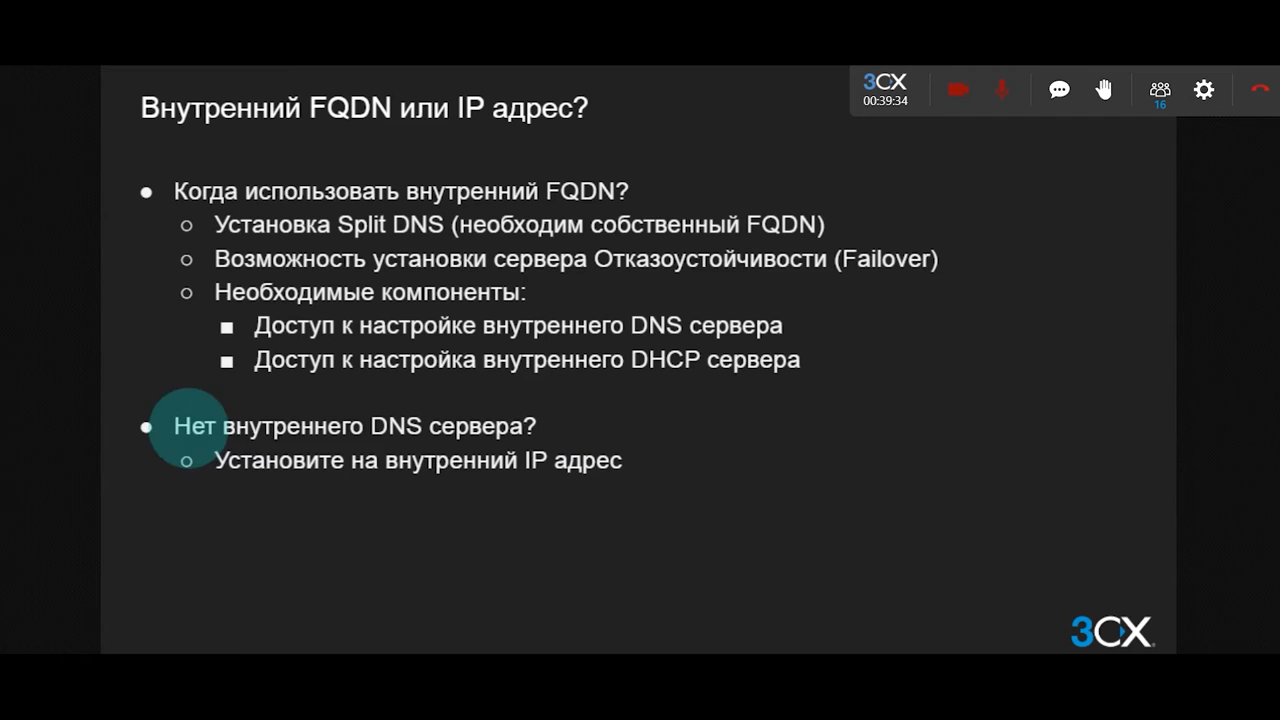 3CX
00:39:34
16
Внутренний FQDN или IP адрес?
Когда использовать внутренний FQDN?
Установка Split DNS (необходим собственный FQDN)
Возможность установки сервера Отказоустойчивости (Failover)
Необходимые компоненты:
Доступ к настройке внутреннего DNS сервера
Доступ к настройка внутреннего DHCP сервера
Нет внутреннего DNS сервера?
Установите на внутренний IP адрес
3CX